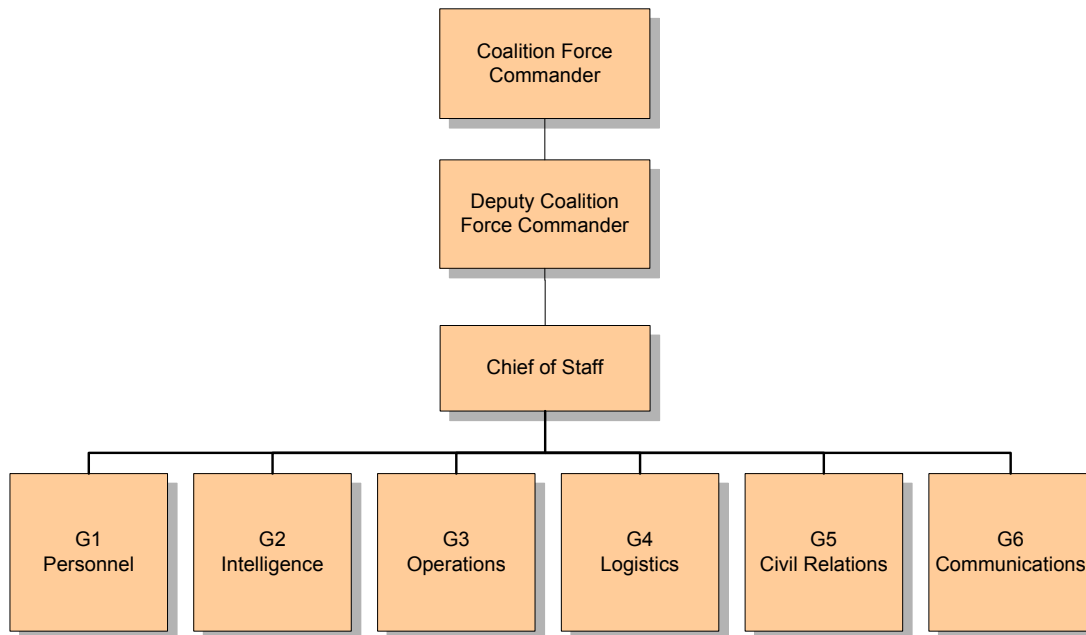 Coalition Force
Commander
Deputy Coalition
Force Commander
Chief of Staff
G1
Personnel
G2
Intelligence
G3
Operations
G4
Logistics
G5
Civil Relations
G6
Communications